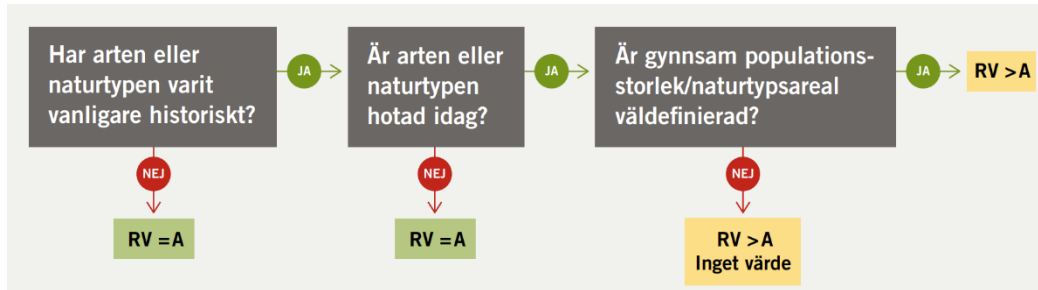 Har arten eller
naturtypen varit
vanligare historiskt?
JA
Är arten eller
naturtypen
hotad idag?
JA
Är gynnsam populations-
storlek/naturtypsareal
väldefinierad?
JA
RV > A
NEJ
NEJ
NEJ
RV = A
RV = A
RV > A
Inget värde